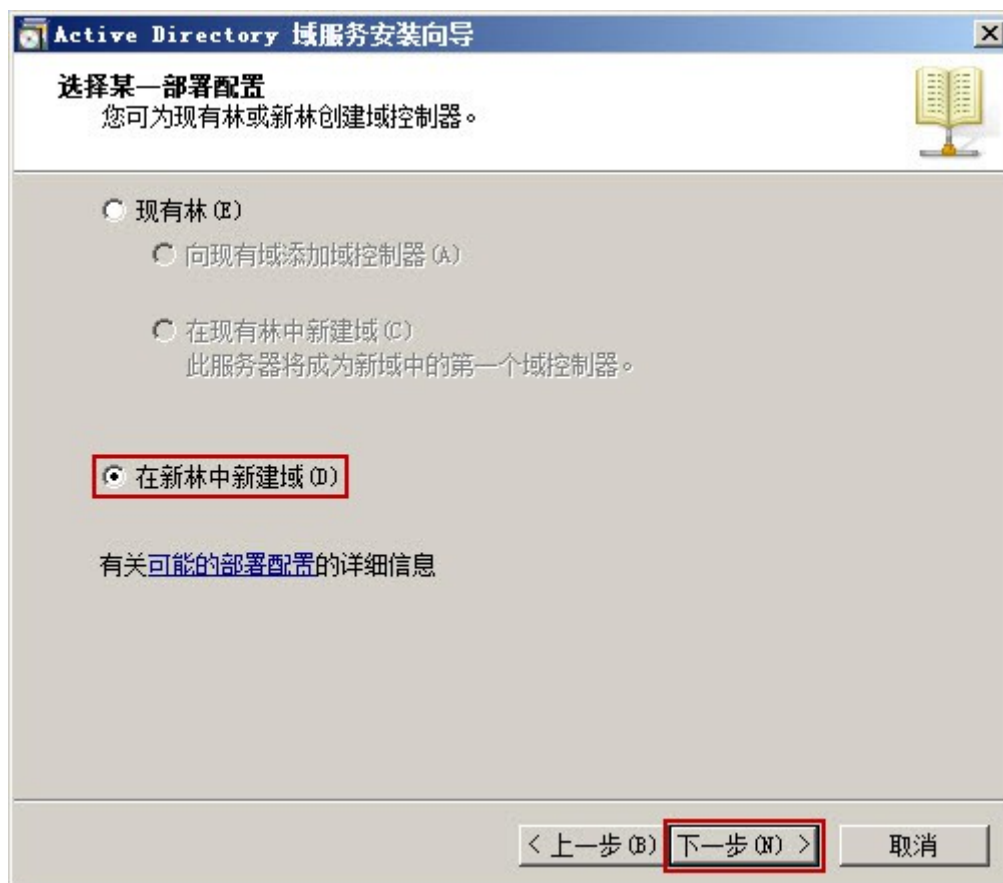 Active Directory 域服务安装向导
选择某一部署配置
您可为现有林或新林创建域控制器。
现有林(E)
向现有域添加域控制器(A)
在现有林中新建域(C)
此服务器将成为新域中的第一个域控制器。
在新林中新建域(D)
有关可能的部署配置的详细信息
< 上一步(B) 下一步(N) > 取消